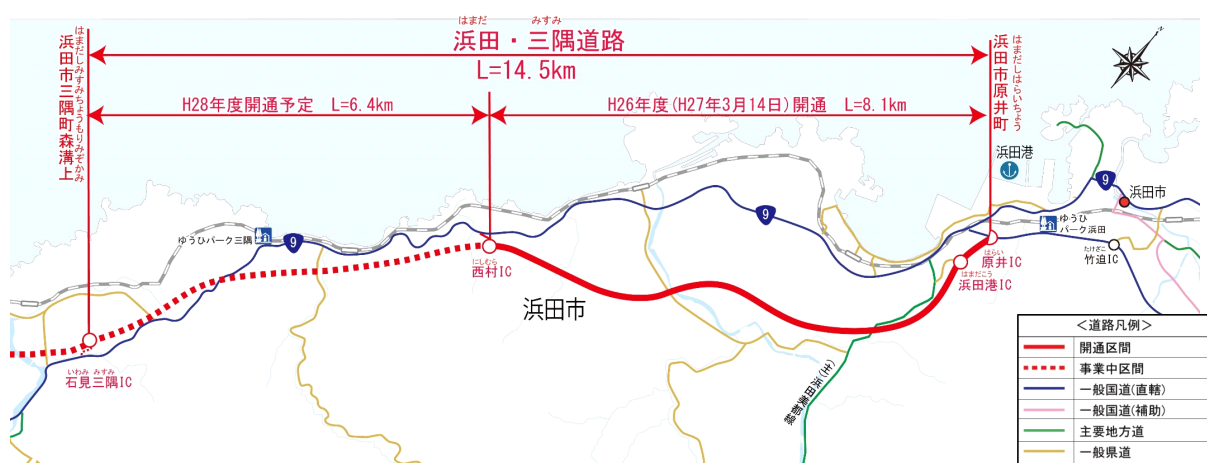 はまだ　みすみ
浜田・三隅道路
L=14.5km
H28年度開通予定　L=6.4km
H26年度(H27年3月14日)開通　L=8.1km
はまだしみすみちょうもりみぞかみ
浜田市三隅町森溝上
はまだしはらいちょう
浜田市原井町
N
浜田港
9
浜田市
ゆうひパーク三隅
9
9
ゆうひ
パーク浜田
たけざこ
竹迫IC
にしむら
西村IC
はらい
原井IC
はまだこう
浜田港IC
浜田市
いわみ みすみ
石見三隅IC
(主)浜田美都線
＜道路凡例＞
開通区間
事業中区間
一般国道(直轄)
一般国道(補助)
主要地方道
一般県道